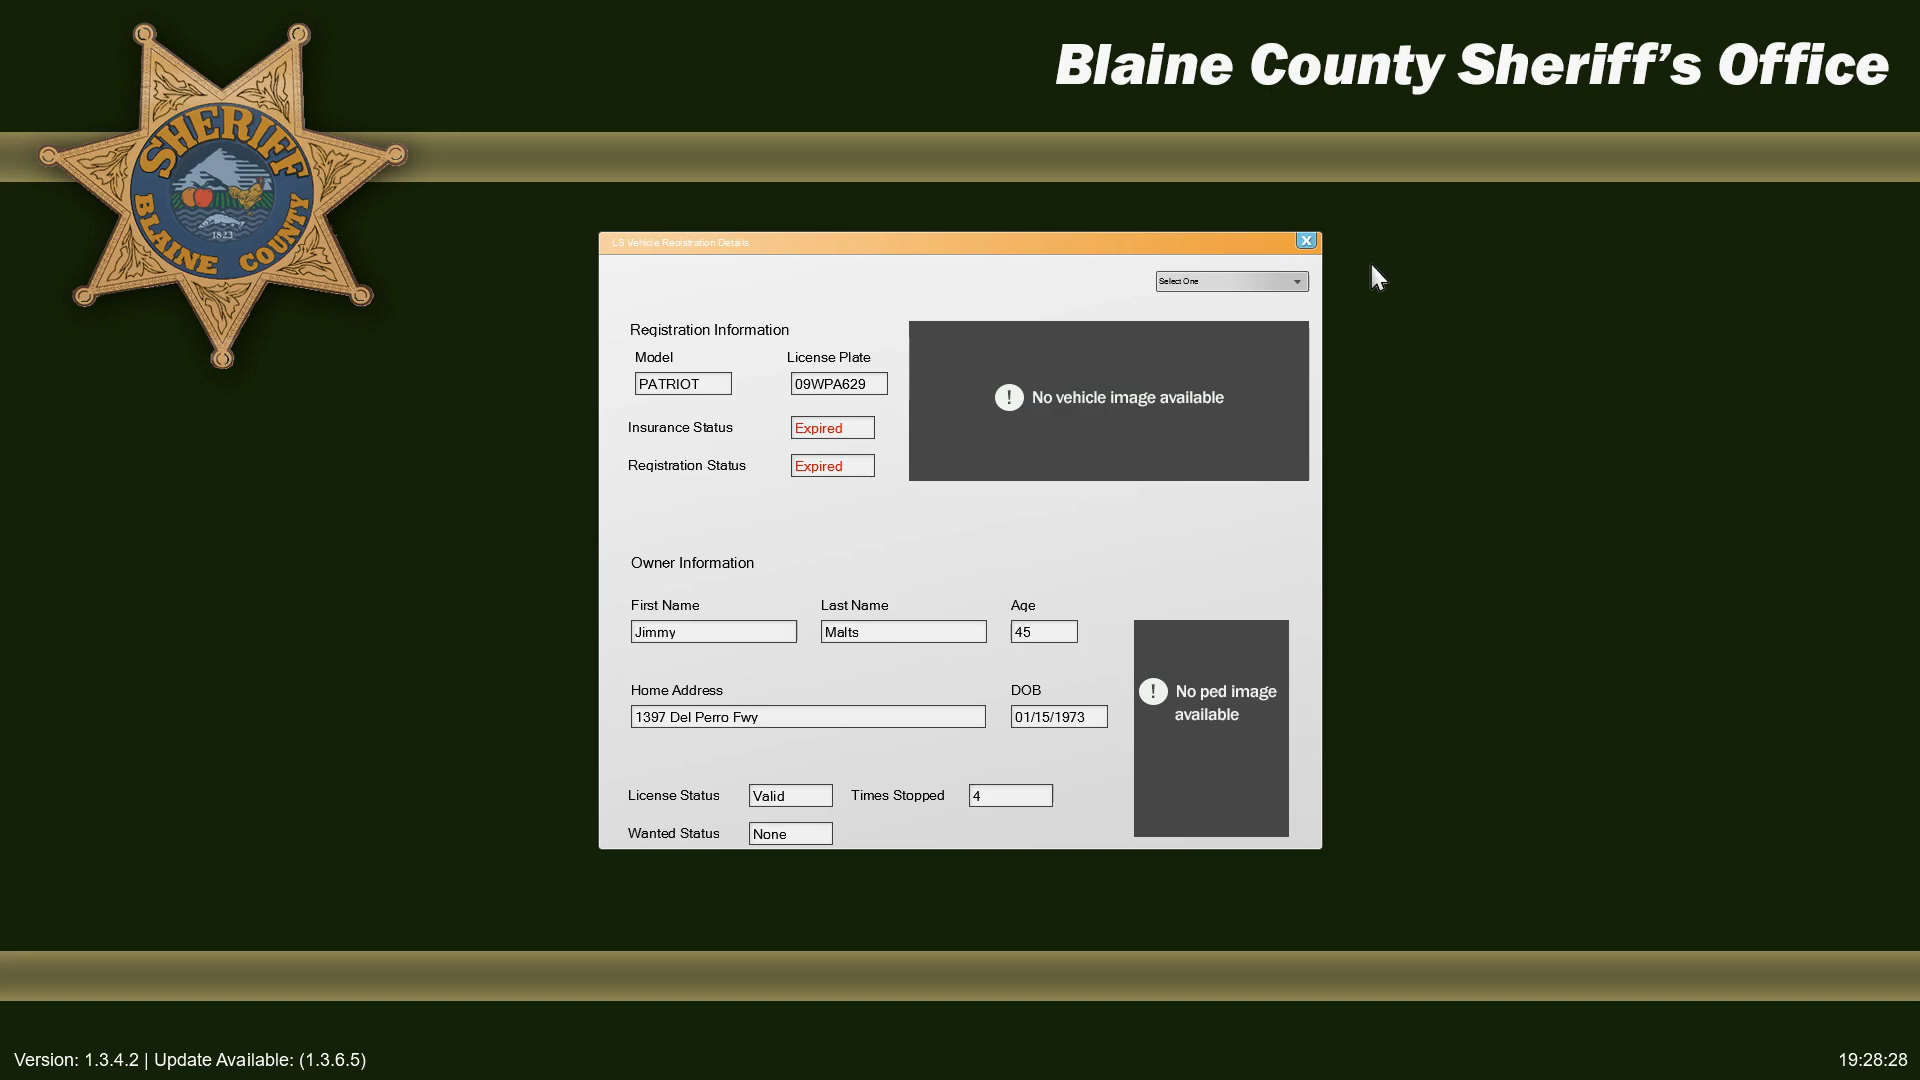 Blaine County Sheriff's Office
SHERIFF
1823
BLAINE COUNTY
LS Vehicle Registration Details
X
Select One
Registration Information
Model License Plate
PATRIOT 09WPA629
! No vehicle image available
Insurance Status Expired
Registration Status Expired
Owner Information
First Name Last Name Age
Jimmy Malts 45
Home Address DOB
1397 Del Perro Fwy 01/15/1973
! No ped image
available
License Status Valid Times Stopped 4
Wanted Status None
Version: 1.3.4.2 | Update Available: (1.3.6.5)
19:28:28